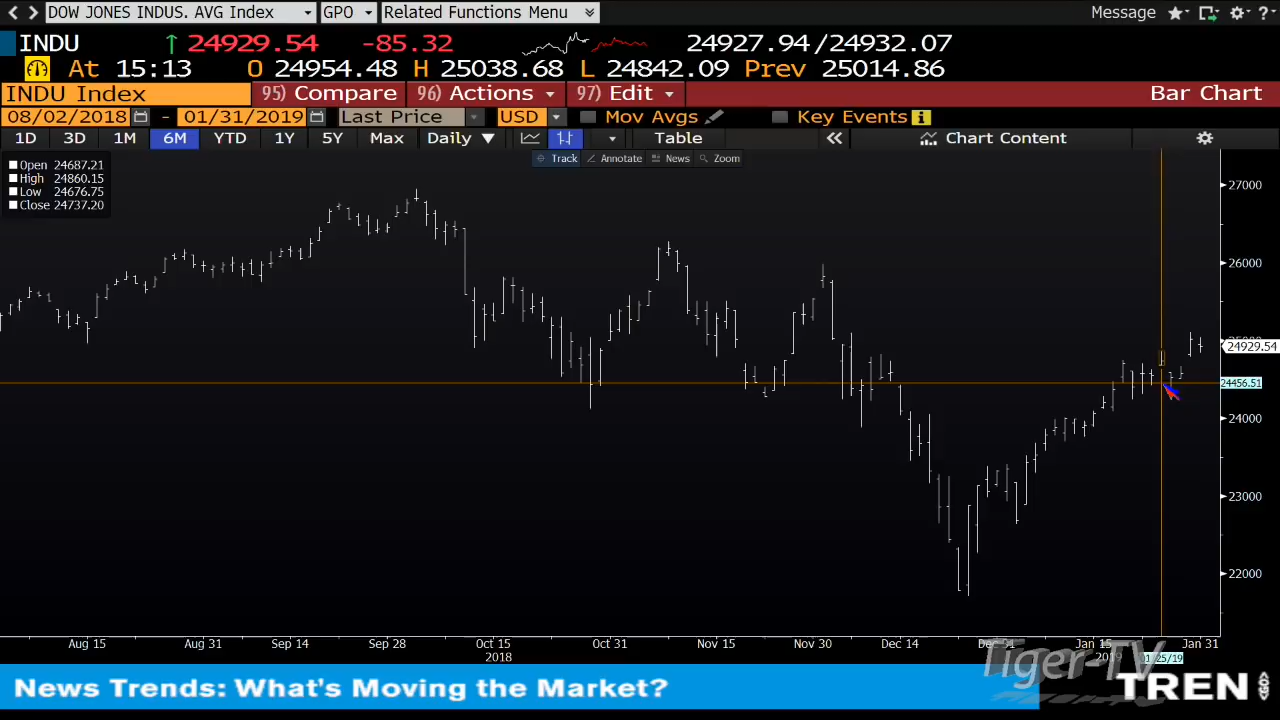 DOW JONES INDUS. AVG Index GPO Related Functions Menu Message ?
INDU 24929.54 -85.32 24927.94/24932.07
At 15:13 O 24954.48 H 25038.68 L 24842.09 Prev 25014.86
INDU Index 95) Compare 96) Actions 97) Edit Bar Chart
08/02/2018 - 01/31/2019 Last Price USD Mov Avgs Key Events
1D 3D 1M 6M YTD 1Y 5Y Max Daily Table Chart Content
Track Annotate News Zoom
Open 24687.21
High 24860.15
Low 24676.75
Close 24737.20
27000
26000
24929.54
24456.51
24000
23000
22000
Aug 15 Aug 31 Sep 14 Sep 28 Oct 15 Oct 31 Nov 15 Nov 30 Dec 14 Dec 31 Jan 15 Jan 31
2018 2019 01/25/19
Tiger-TV
News Trends: What's Moving the Market?
TREN